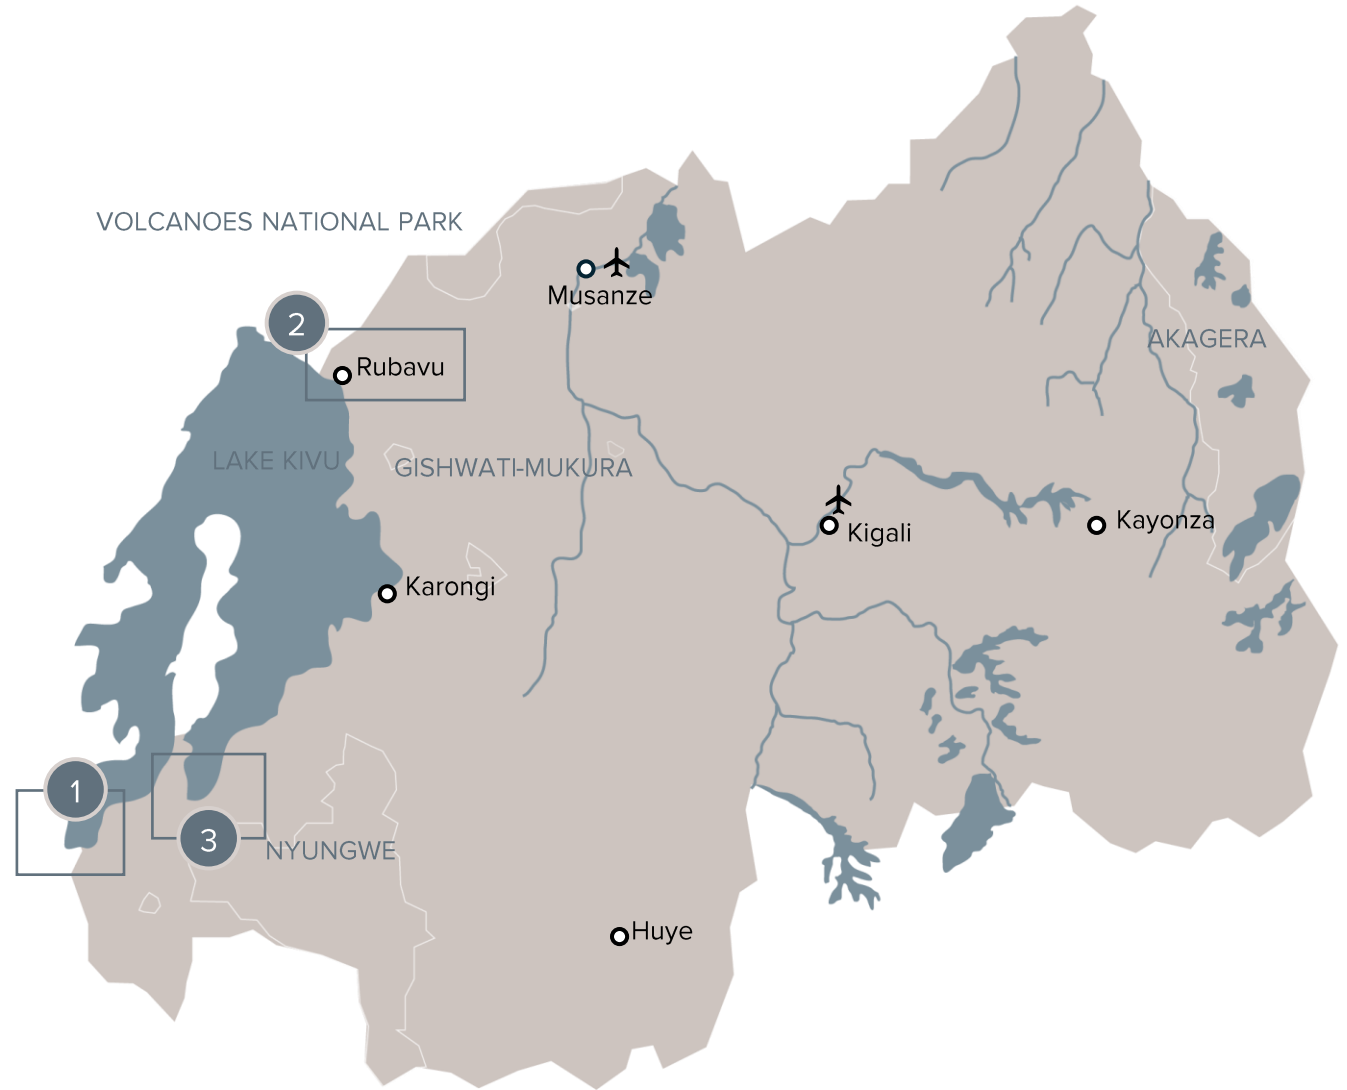 VOLCANOES NATIONAL PARK
Musanze
2
Rubavu
AKAGERA
LAKE KIVU
GISHWATI-MUKURA
Kigali
Kayonza
Karongi
1
3
NYUNGWE
Huye